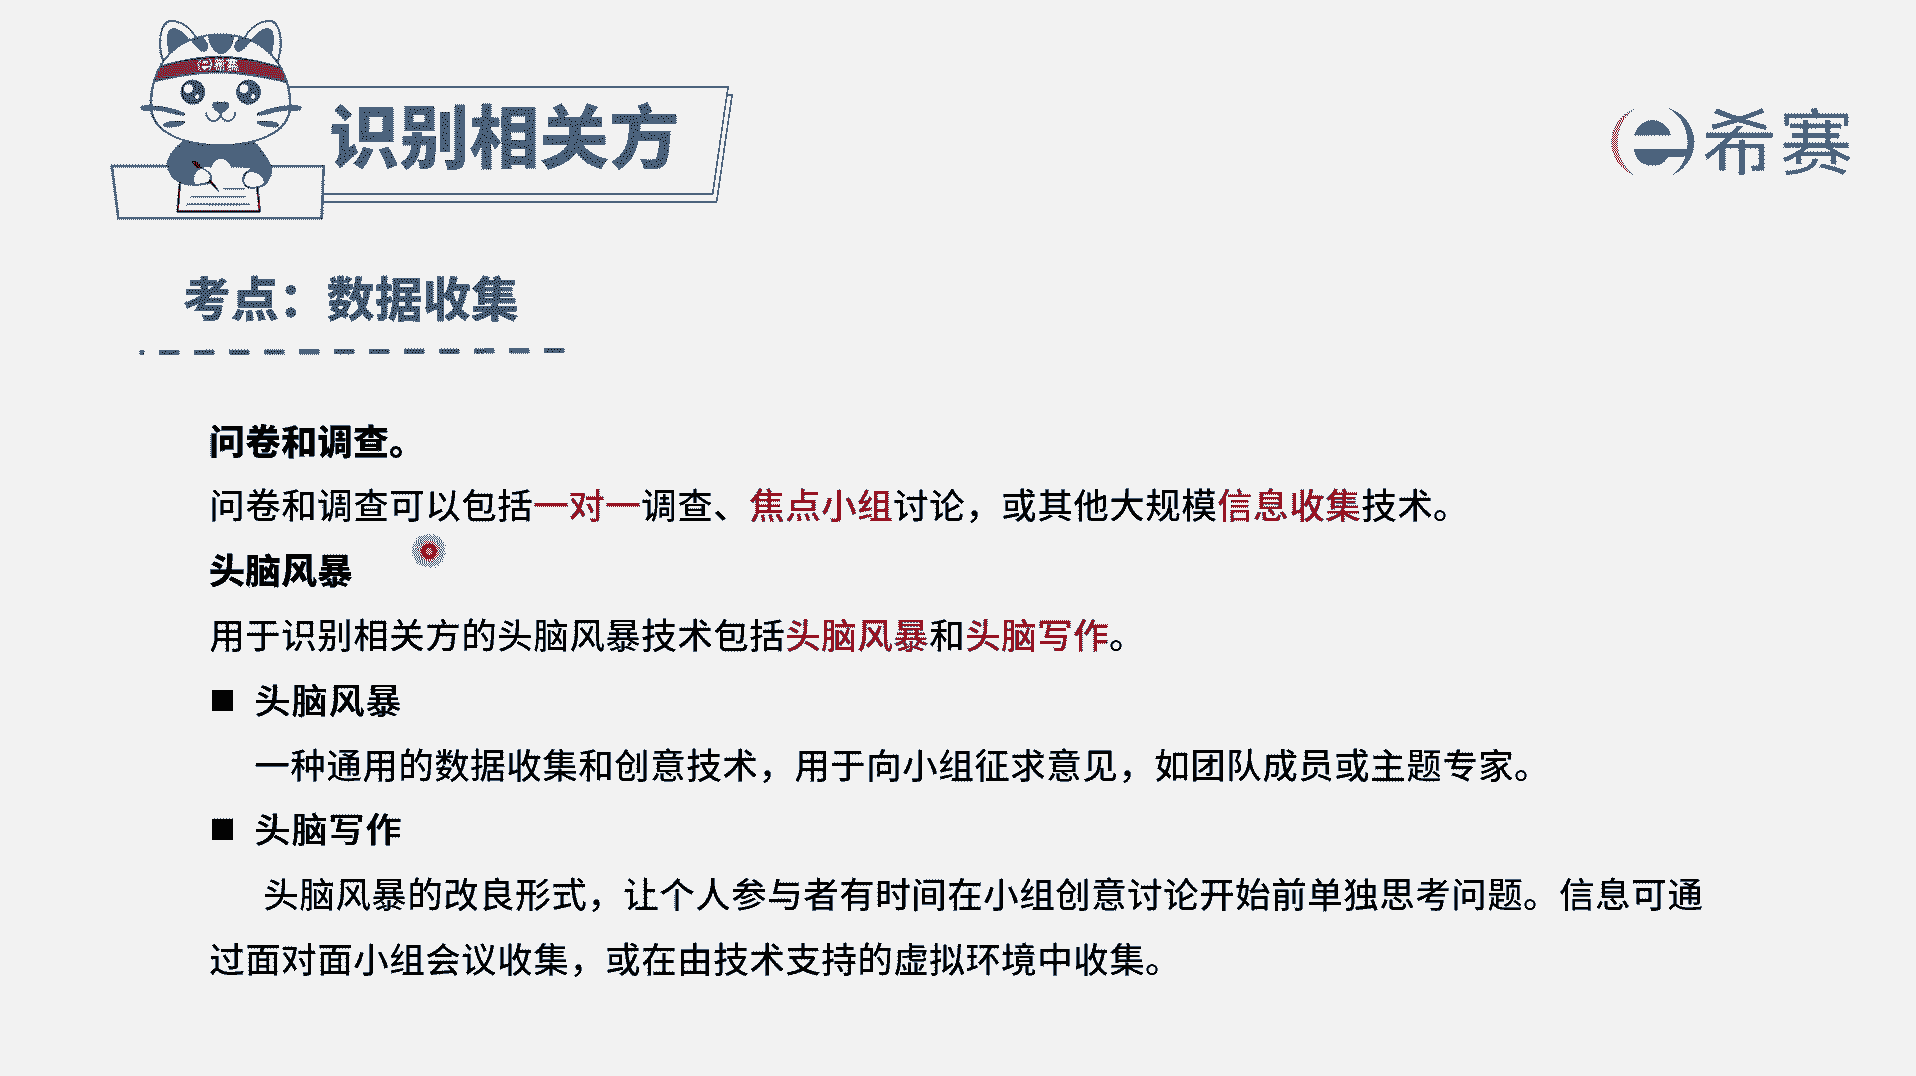 识别相关方
e希赛
考点：数据收集
问卷和调查。
问卷和调查可以包括一对一调查、焦点小组讨论，或其他大规模信息收集技术。
头脑风暴
用于识别相关方的头脑风暴技术包括头脑风暴和头脑写作。
■ 头脑风暴
一种通用的数据收集和创意技术，用于向小组征求意见，如团队成员或主题专家。
■ 头脑写作
头脑风暴的改良形式，让个人参与者有时间在小组创意讨论开始前单独思考问题。信息可通
过面对面小组会议收集，或在由技术支持的虚拟环境中收集。